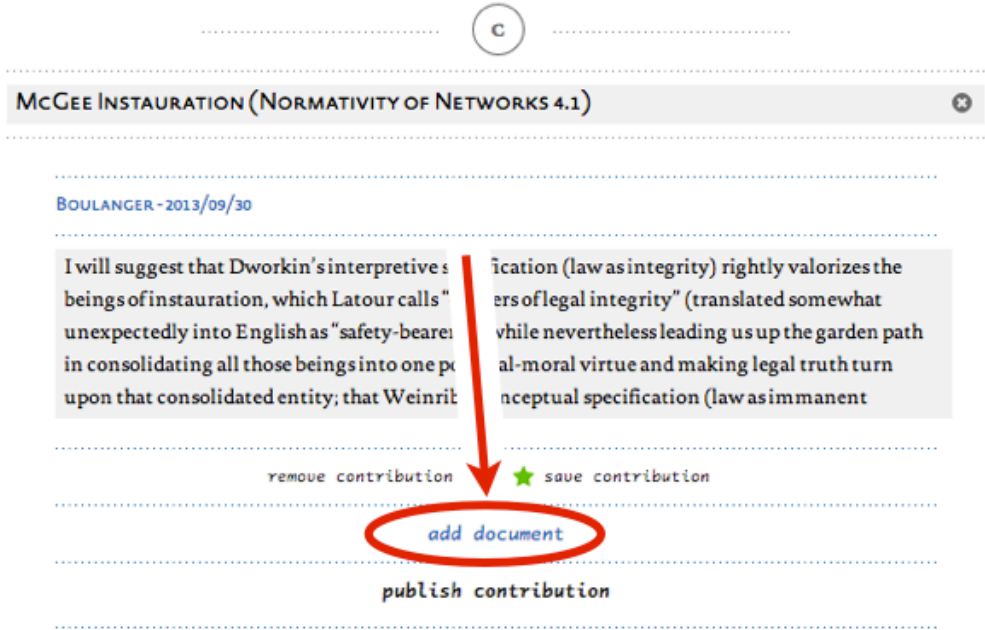 C
McGee Instauration (Normativity of Networks 4.1)
Boulanger - 2013/09/30
I will suggest that Dworkin's interpretive fication (law as integrity) rightly valorizes the
beings of instauration, which Latour calls " ers of legal integrity" (translated somewhat
unexpectedly into English as "safety-bearer while nevertheless leading us up the garden path
in consolidating all those beings into one po al-moral virtue and making legal truth turn
upon that consolidated entity; that Weinrib nceptual specification (law as immanent
remove contribution save contribution
add document
publish contribution